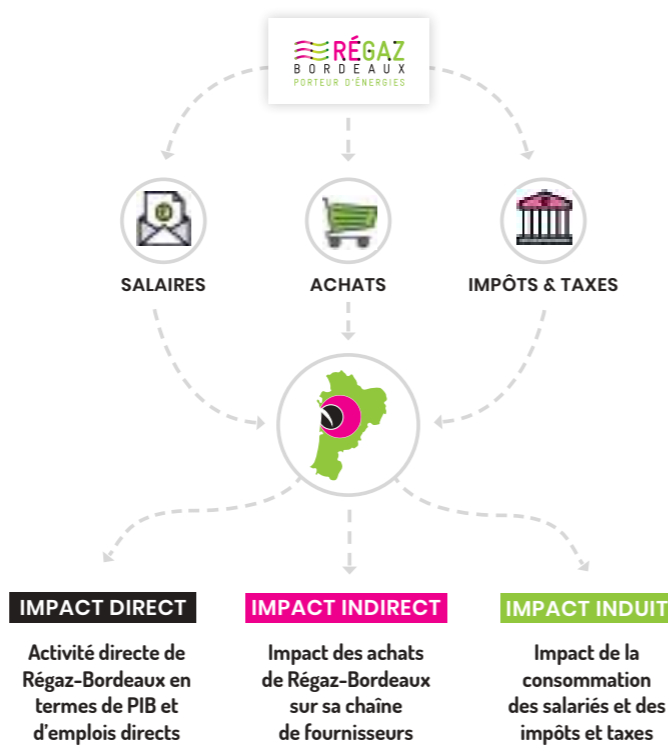 RÉGAZ
BORDEAUX
PORTEUR D'ÉNERGIES
SALAIRES
ACHATS
IMPÔTS & TAXES
IMPACT DIRECT
Activité directe de
Régaz-Bordeaux en
termes de PIB et
d'emplois directs
IMPACT INDIRECT
Impact des achats
de Régaz-Bordeaux
sur sa chaîne
de fournisseurs
IMPACT INDUIT
Impact de la
consommation
des salariés et des
impôts et taxes